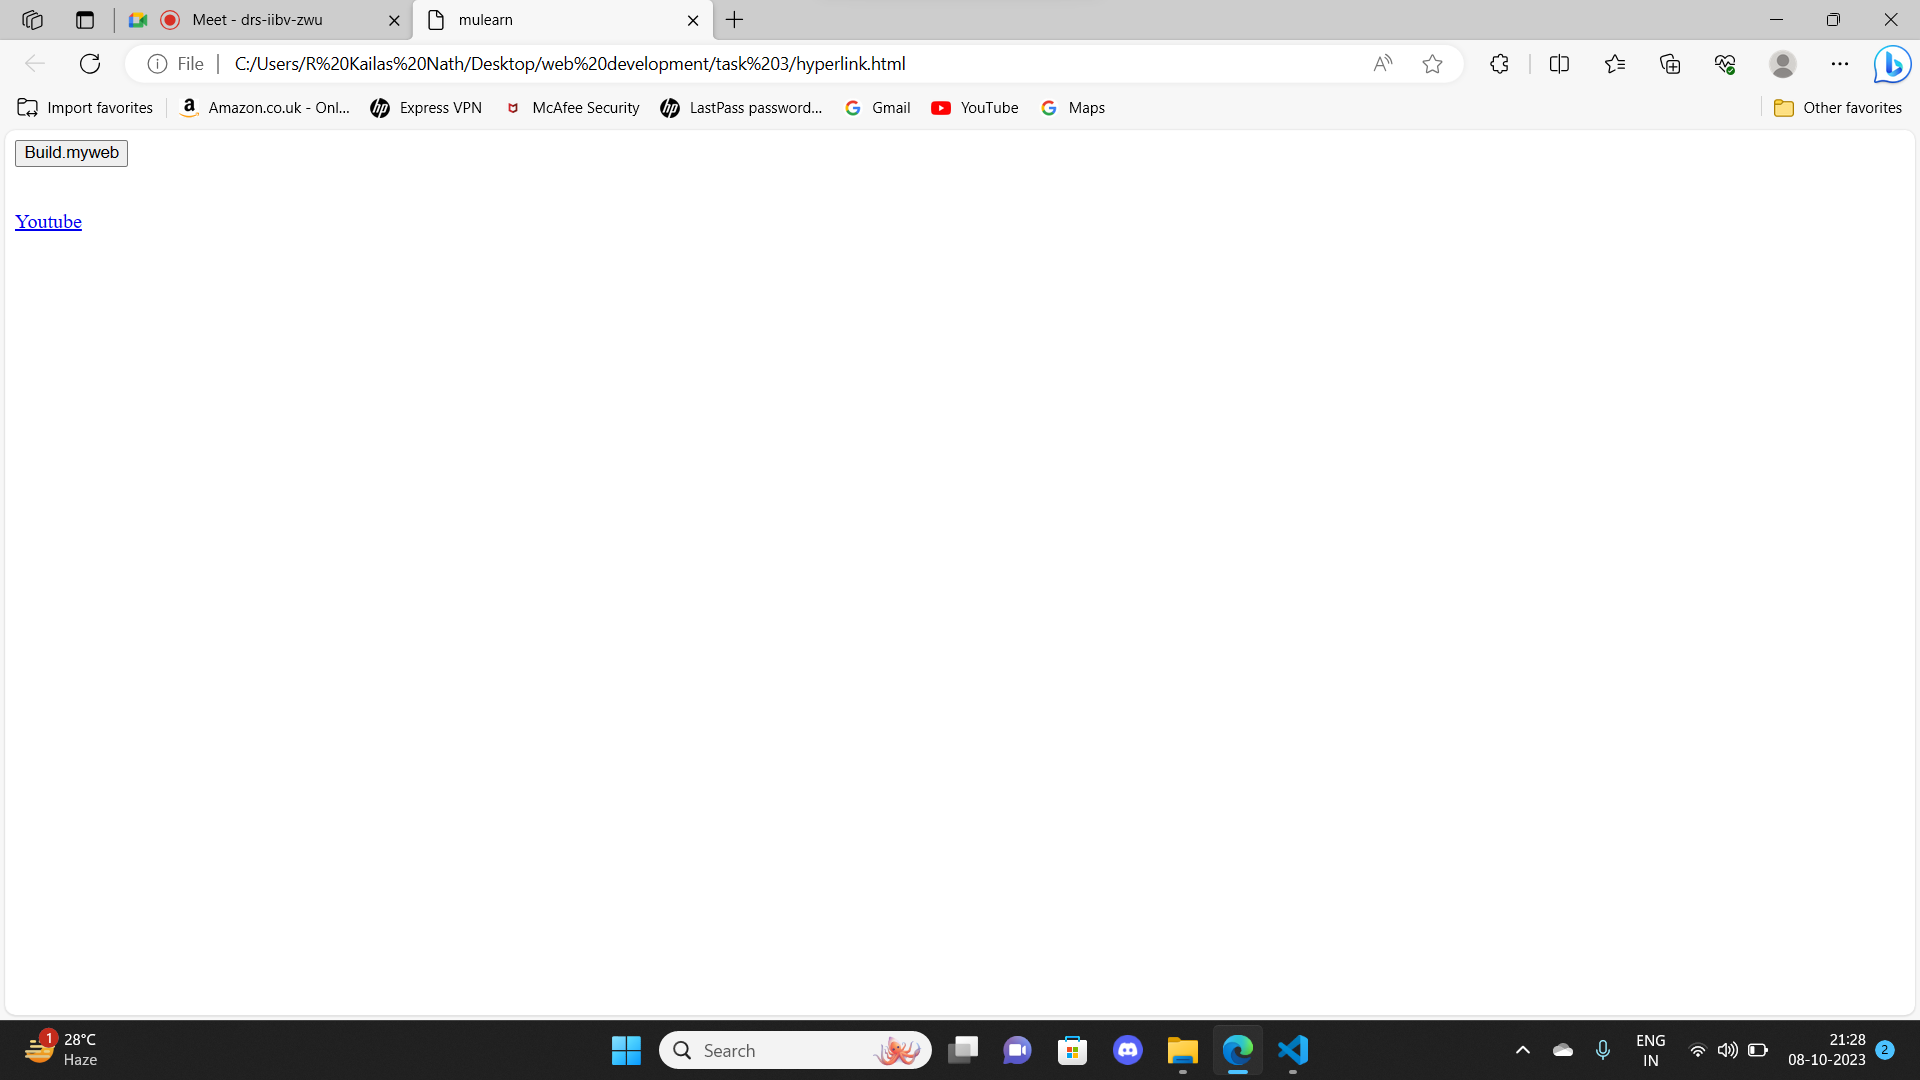 Meet - drs-iibv-zwu
mulearn
File
C:/Users/R%20Kailas%20Nath/Desktop/web%20development/task%203/hyperlink.html
Import favorites
Amazon.co.uk - Onl...
Express VPN
McAfee Security
LastPass password...
Gmail
YouTube
Maps
Other favorites
Build.myweb
Youtube
1
28°C
Haze
Search
ENG
IN
21:28
08-10-2023
2